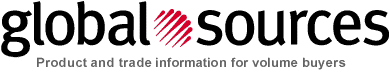 global sources
Product and trade information for volume buyers